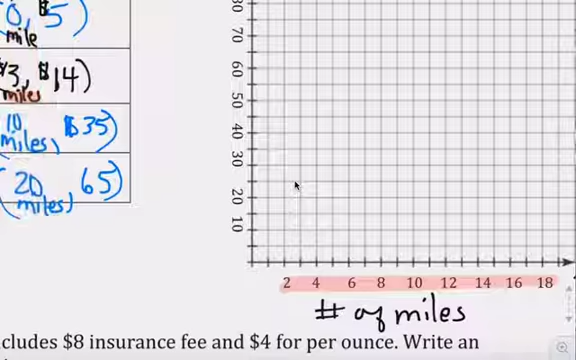 0, $5)
mile
$3, $14)
miles
10
miles, $35)
(20, 65)
miles)
80
70
60
50
40
30
20
10
2 4 6 8 10 12 14 16 18
# of miles
cludes $8 insurance fee and $4 for per ounce. Write an